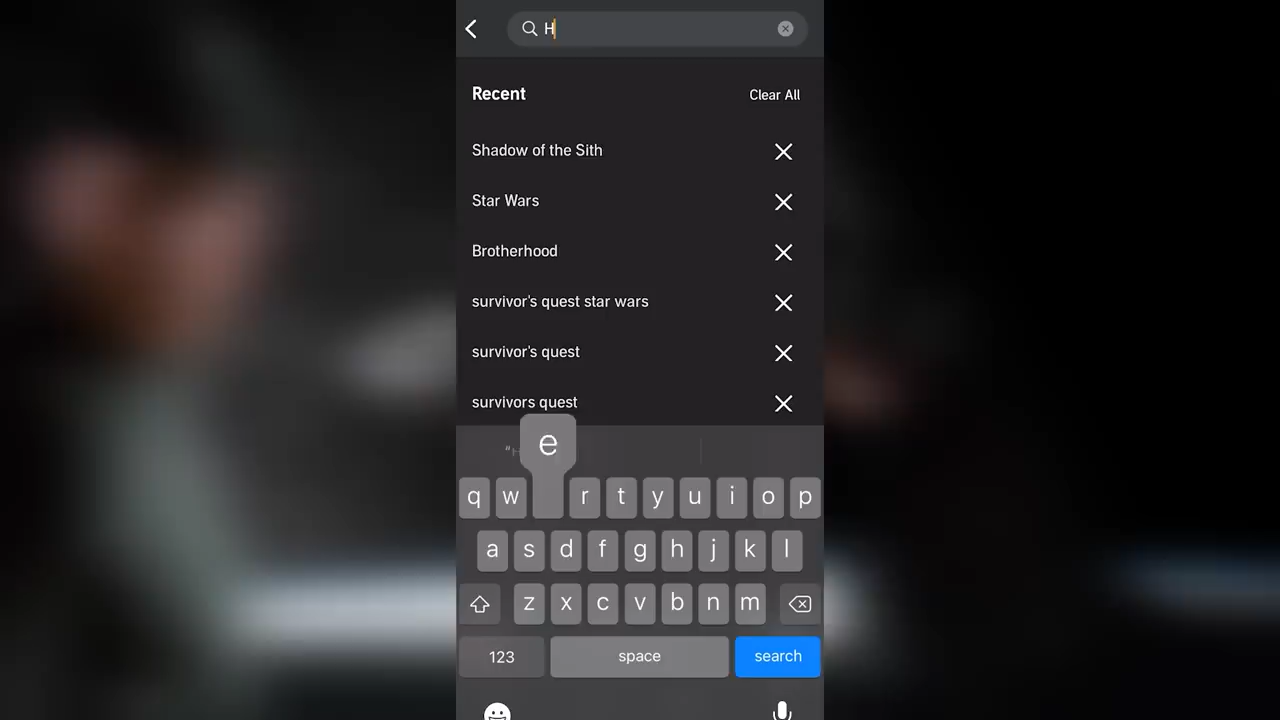 H
Recent
Clear All
Shadow of the Sith
Star Wars
Brotherhood
survivor's quest star wars
survivor's quest
survivors quest
e
q w r t y u i o p
a s d f g h j k l
z x c v b n m
123 space search